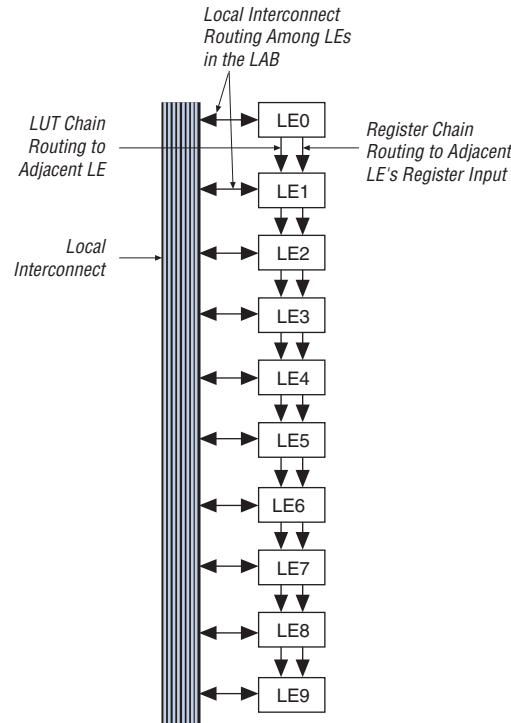 Local Interconnect
Routing Among LEs
in the LAB
LUT Chain
Routing to
Adjacent LE
Register Chain
Routing to Adjacent
LE's Register Input
Local
Interconnect
LE0
LE1
LE2
LE3
LE4
LE5
LE6
LE7
LE8
LE9